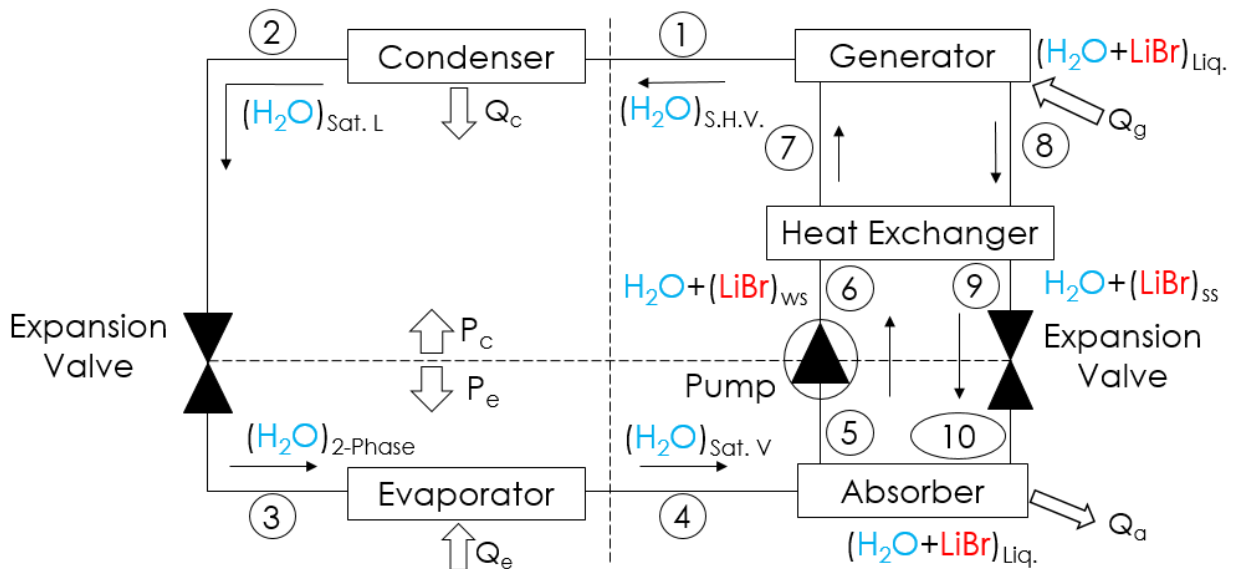 2
Condenser
1
Generator
(H₂O+LiBr)Liq.
(H₂O)Sat. L
Qc
(H₂O)S.H.V.
7
8
Qg
Heat Exchanger
H₂O+(LiBr)ws
6
9
H₂O+(LiBr)ss
Expansion
Valve
Pc
Pe
Pump
Expansion
Valve
(H₂O)2-Phase
(H₂O)Sat. V
5
10
3
Evaporator
4
Absorber
Qe
(H₂O+LiBr)Liq.
Qa